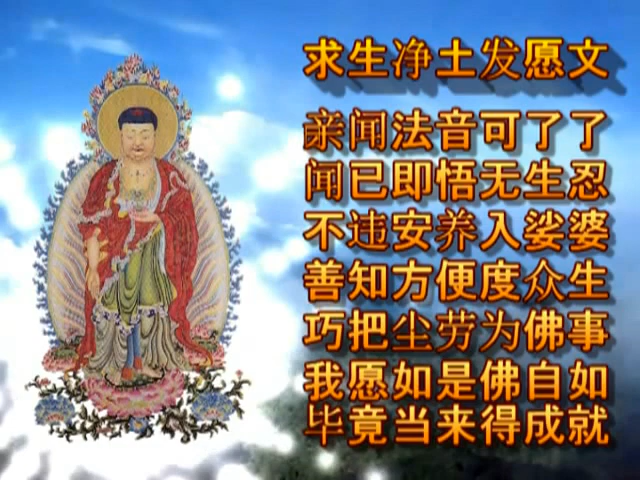 求生净土发愿文
亲闻法音可了了
闻已即悟无生忍
不违安养入娑婆
善知方便度众生
巧把尘劳为佛事
我愿如是佛自如
毕竟当来得成就